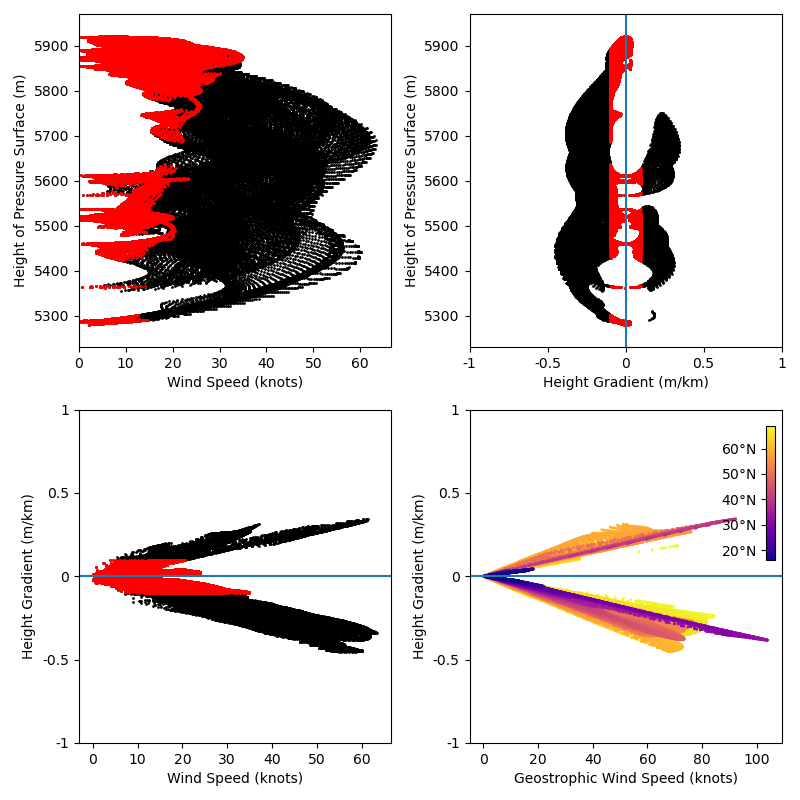 Height of Pressure Surface (m)
5900
5800
5700
5600
5500
5400
5300
0 10 20 30 40 50 60
Wind Speed (knots)
Height of Pressure Surface (m)
5900
5800
5700
5600
5500
5400
5300
-1 -0.5 0 0.5 1
Height Gradient (m/km)
Height Gradient (m/km)
1
0.5
0
-0.5
-1
0 10 20 30 40 50 60
Wind Speed (knots)
Height Gradient (m/km)
1
0.5
0
-0.5
-1
60°N
50°N
40°N
30°N
20°N
0 20 40 60 80 100
Geostrophic Wind Speed (knots)